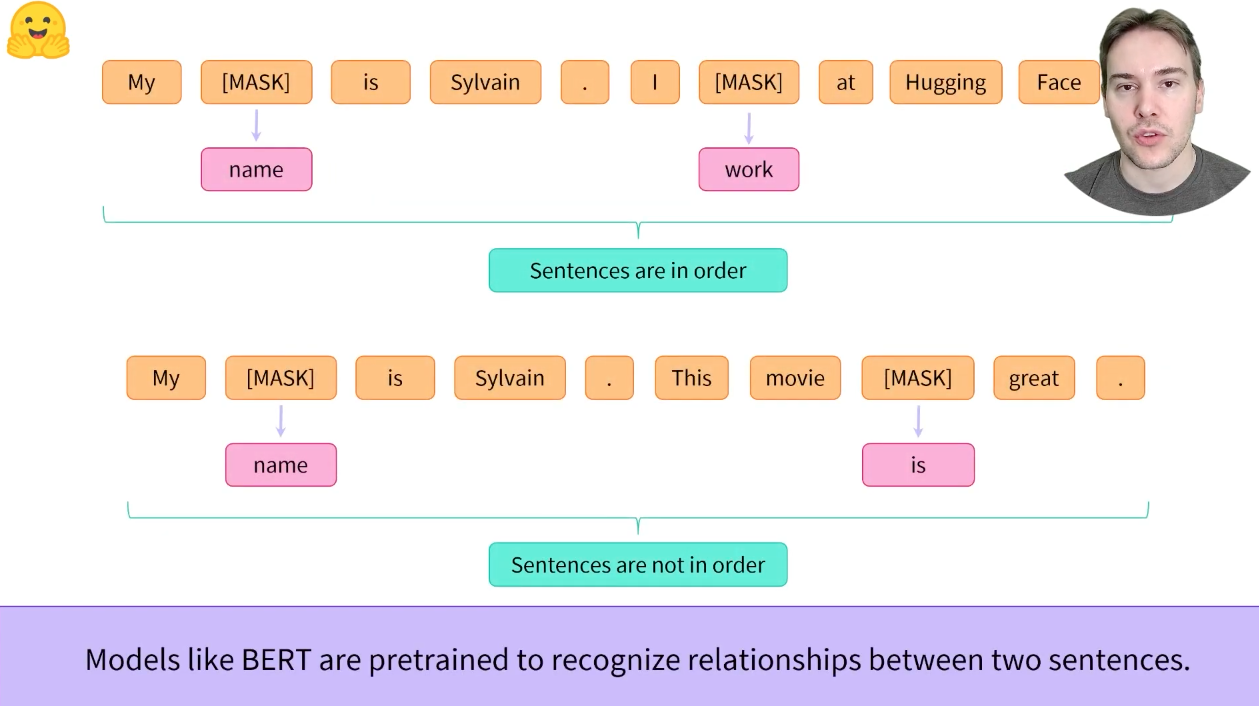 My [MASK] is Sylvain . I [MASK] at Hugging Face
name work
Sentences are in order
My [MASK] is Sylvain . This movie [MASK] great .
name is
Sentences are not in order
Models like BERT are pretrained to recognize relationships between two sentences.